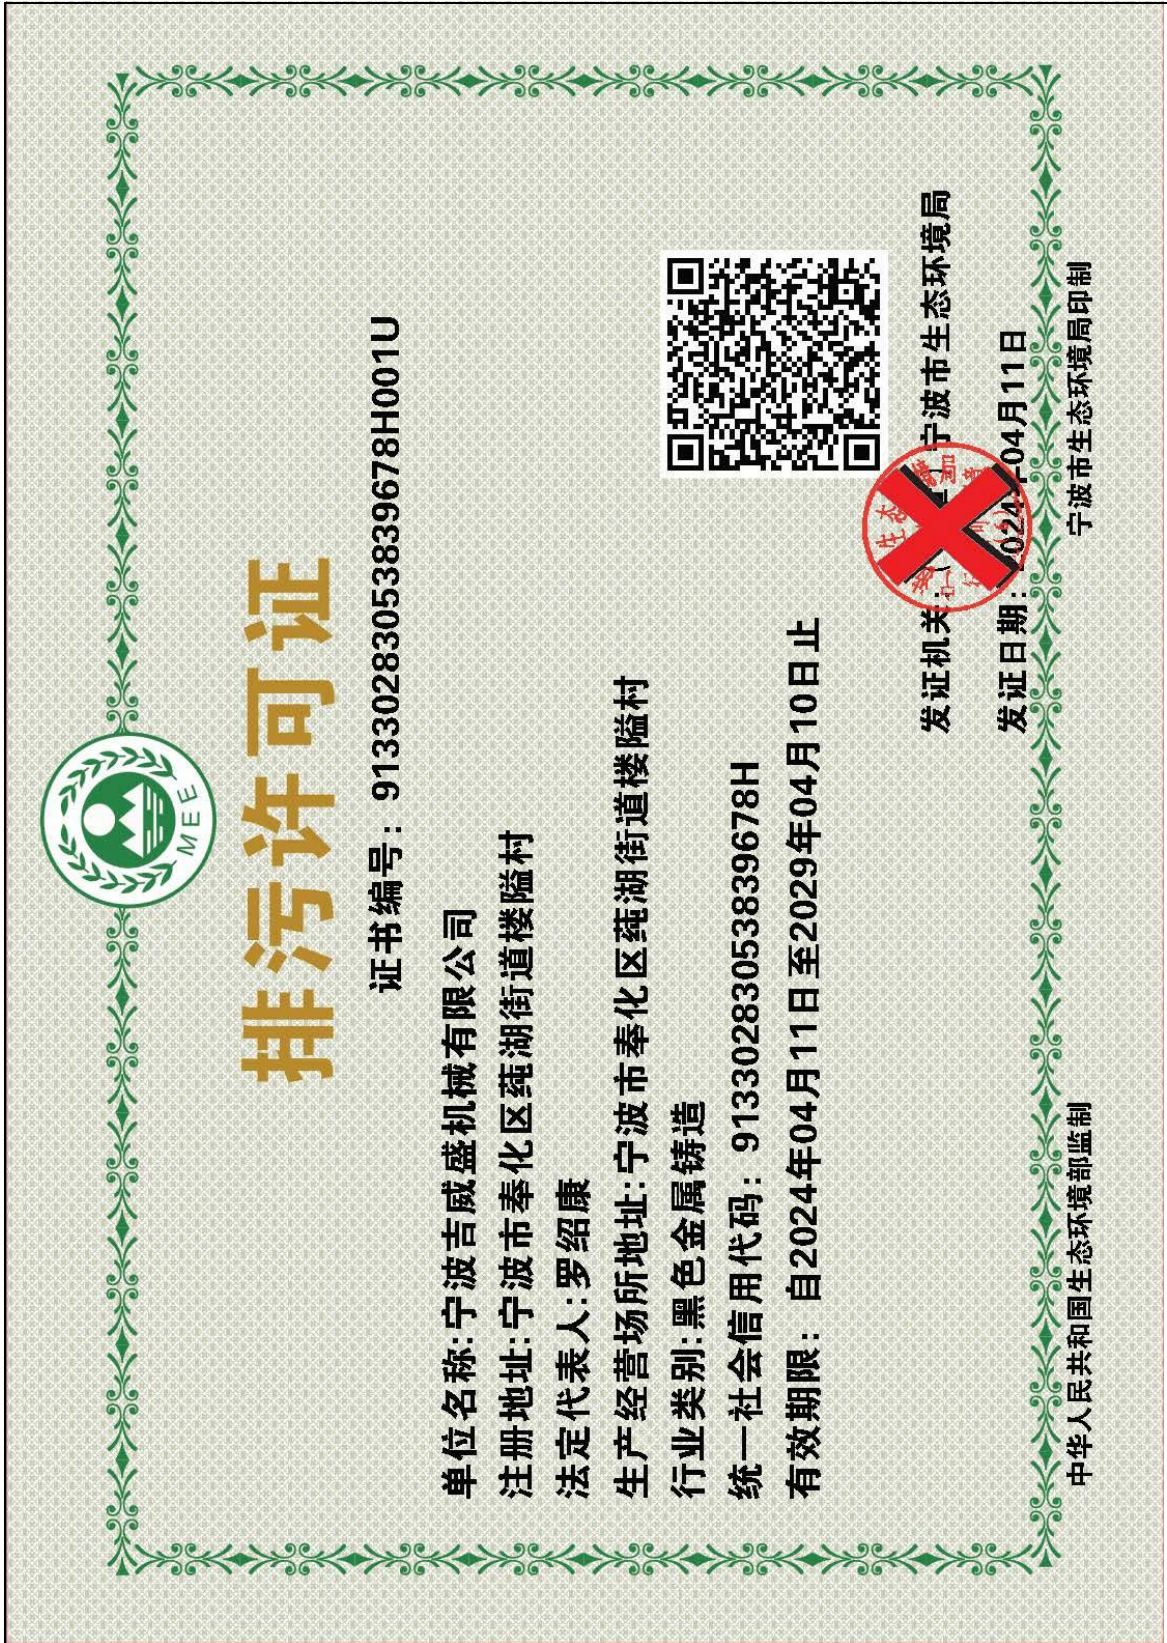 MEE
排污许可证
证书编号：91330283053839678H001U
单位名称:宁波吉威盛机械有限公司
注册地址:宁波市奉化区莼湖街道楼隘村
法定代表人:罗绍康
生产经营场所地址:宁波市奉化区莼湖街道楼隘村
行业类别:黑色金属铸造
统一社会信用代码：91330283053839678H
有效期限：自2024年04月11日至2029年04月10日止
发证机关:宁波市生态环境局
发证日期:2024年04月11日
中华人民共和国生态环境部监制
宁波市生态环境局印制